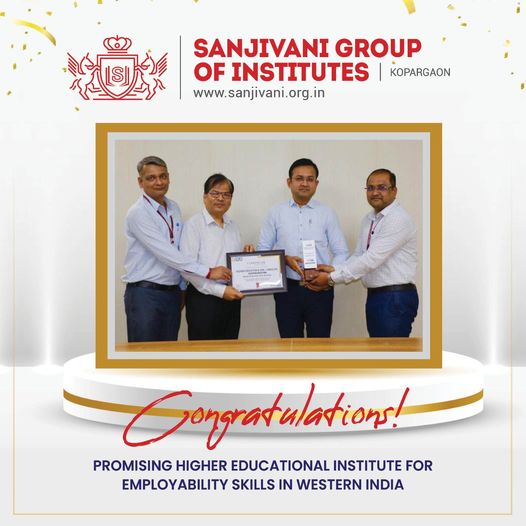 SANJIVANI GROUP
OF INSTITUTES | KOPARGAON
www.sanjivani.org.in
Congratulations!
PROMISING HIGHER EDUCATIONAL INSTITUTE FOR
EMPLOYABILITY SKILLS IN WESTERN INDIA